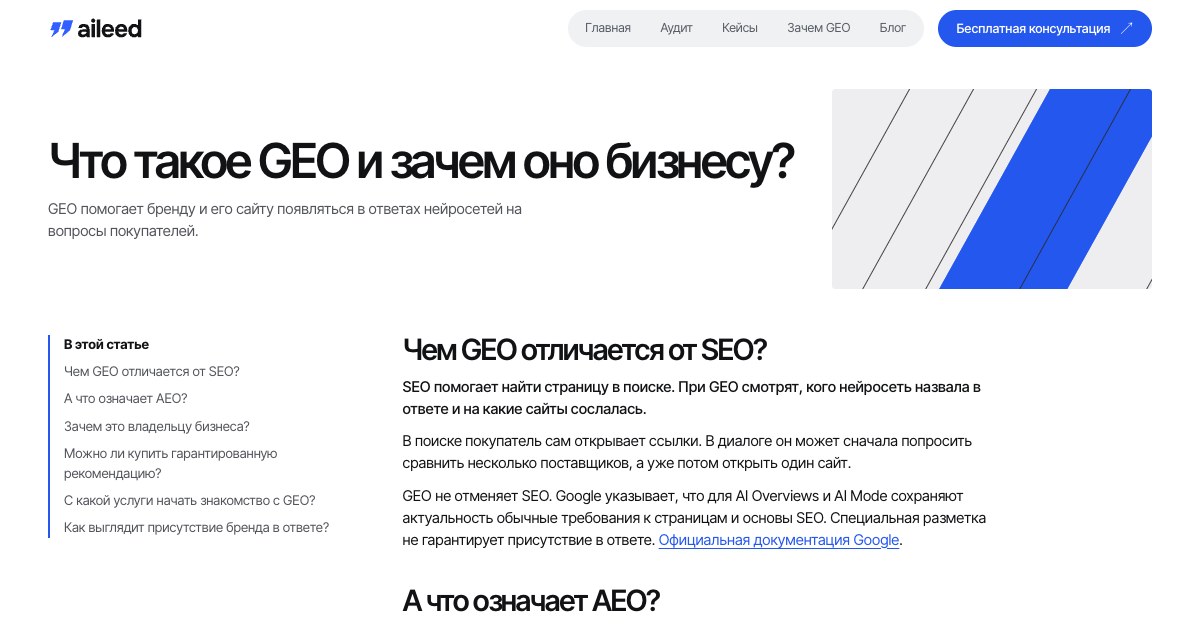 aileed
Главная
Аудит
Кейсы
Зачем GEO
Блог
Бесплатная консультация
Что такое GEO и зачем оно бизнесу?
GEO помогает бренду и его сайту появляться в ответах нейросетей на
вопросы покупателей.
В этой статье
Чем GEO отличается от SEO?
А что означает AEO?
Зачем это владельцу бизнеса?
Можно ли купить гарантированную
рекомендацию?
С какой услуги начать знакомство с GEO?
Как выглядит присутствие бренда в ответе?
Чем GEO отличается от SEO?
SEO помогает найти страницу в поиске. При GEO смотрят, кого нейросеть назвала в
ответе и на какие сайты сослалась.
В поиске покупатель сам открывает ссылки. В диалоге он может сначала попросить
сравнить несколько поставщиков, а уже потом открыть один сайт.
GEO не отменяет SEO. Google указывает, что для AI Overviews и AI Mode сохраняют
актуальность обычные требования к страницам и основы SEO. Специальная разметка
не гарантирует присутствие в ответе. Официальная документация Google.
А что означает AEO?